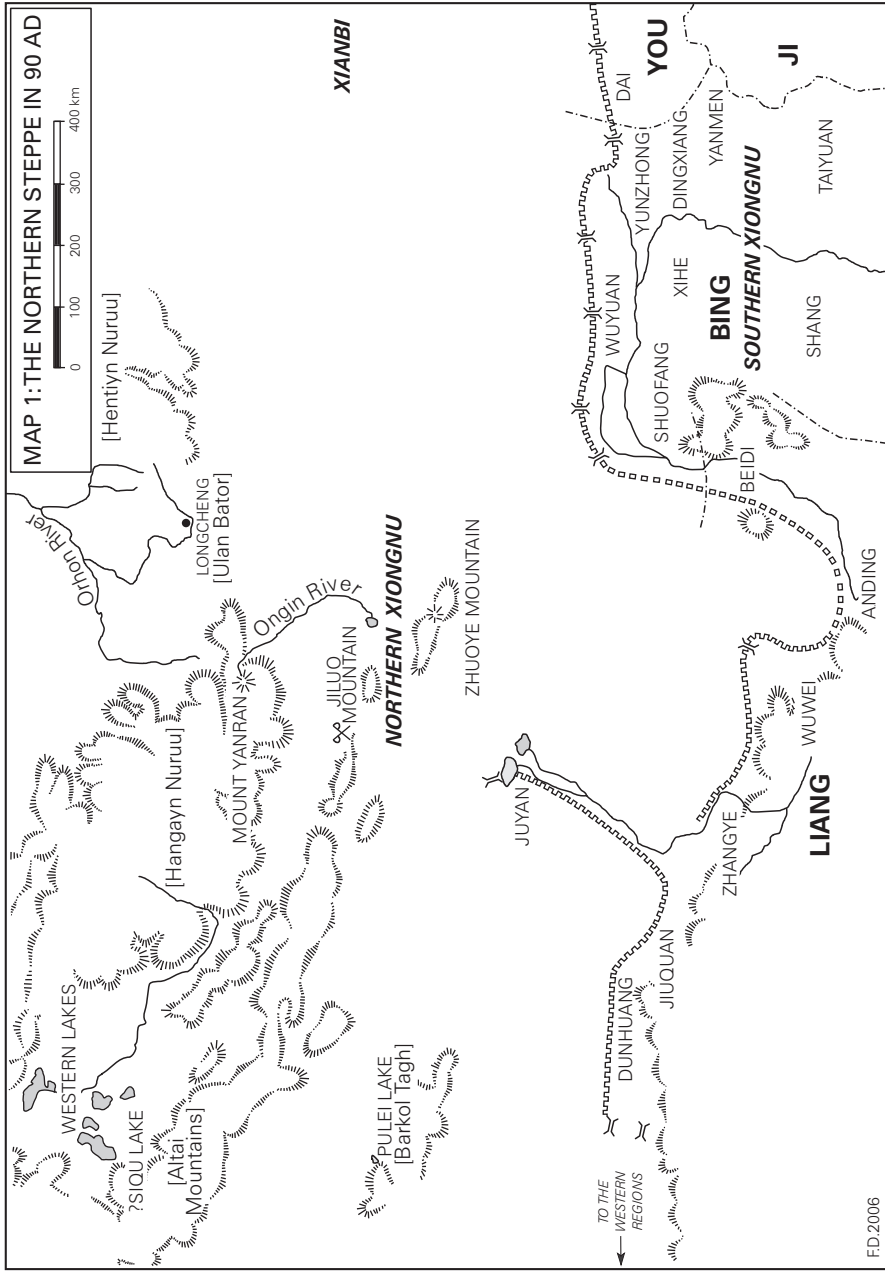 MAP 1: THE NORTHERN STEPPE IN 90 AD
0 100 200 300 400 km
XIANBI
[Hentiyn Nuruu]
Orhon River
LONGCHENG
[Ulan Bator]
WESTERN LAKES
?SIQU LAKE
[Altai
Mountains]
[Hangayn Nuruu]
MOUNT YANRAN
Ongin River
JILUO
MOUNTAIN
NORTHERN XIONGNU
ZHUOYE MOUNTAIN
PULEI LAKE
[Barkol Tagh]
JUYAN
TO THE
WESTERN
REGIONS
DUNHUANG
JIUQUAN
ZHANGYE
WUWEI
LIANG
ANDING
BEIDI
SHUOFANG
WUYUAN
BING
SOUTHERN XIONGNU
XIHE
SHANG
YUNZHONG
DINGXIANG
YANMEN
TAIYUAN
DAI
YOU
JI
F.D.2006